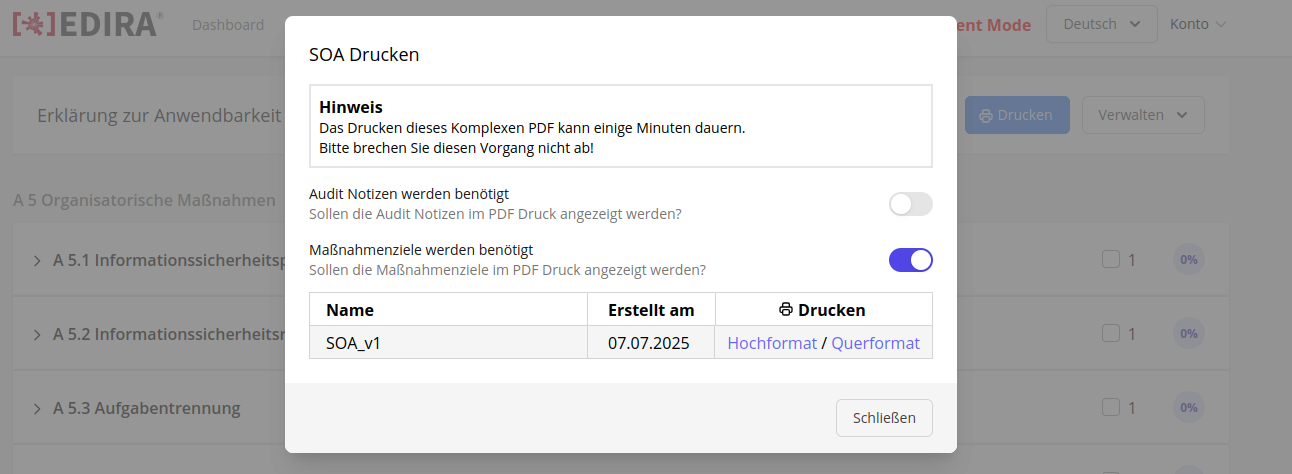 [*]EDIRA®
Dashboard
ent Mode
Deutsch
Konto
SOA Drucken
Erklärung zur Anwendbarkeit
Drucken
Verwalten
Hinweis
Das Drucken dieses Komplexen PDF kann einige Minuten dauern.
Bitte brechen Sie diesen Vorgang nicht ab!
A 5 Organisatorische Maßnahmen
Audit Notizen werden benötigt
Sollen die Audit Notizen im PDF Druck angezeigt werden?
Maßnahmenziele werden benötigt
Sollen die Maßnahmenziele im PDF Druck angezeigt werden?
A 5.1 Informationssicherheitsp
1
0%
Name Erstellt am Drucken
SOA_v1 07.07.2025 Hochformat / Querformat
A 5.2 Informationssicherheitsr
1
0%
A 5.3 Aufgabentrennung
1
0%
Schließen